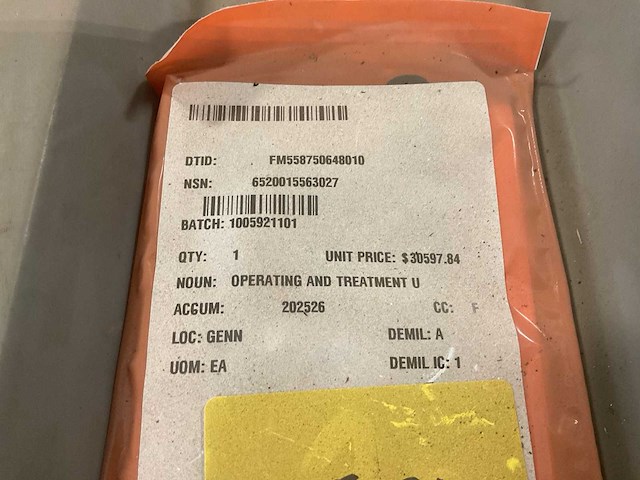 DTID: FM558750648010
NSN: 6520015563027
BATCH: 1005921101
QTY: 1 UNIT PRICE: $30597.84
NOUN: OPERATING AND TREATMENT U
ACCUM: 202526 CC: F
LOC: GENN DEMIL: A
UOM: EA DEMIL IC: 1